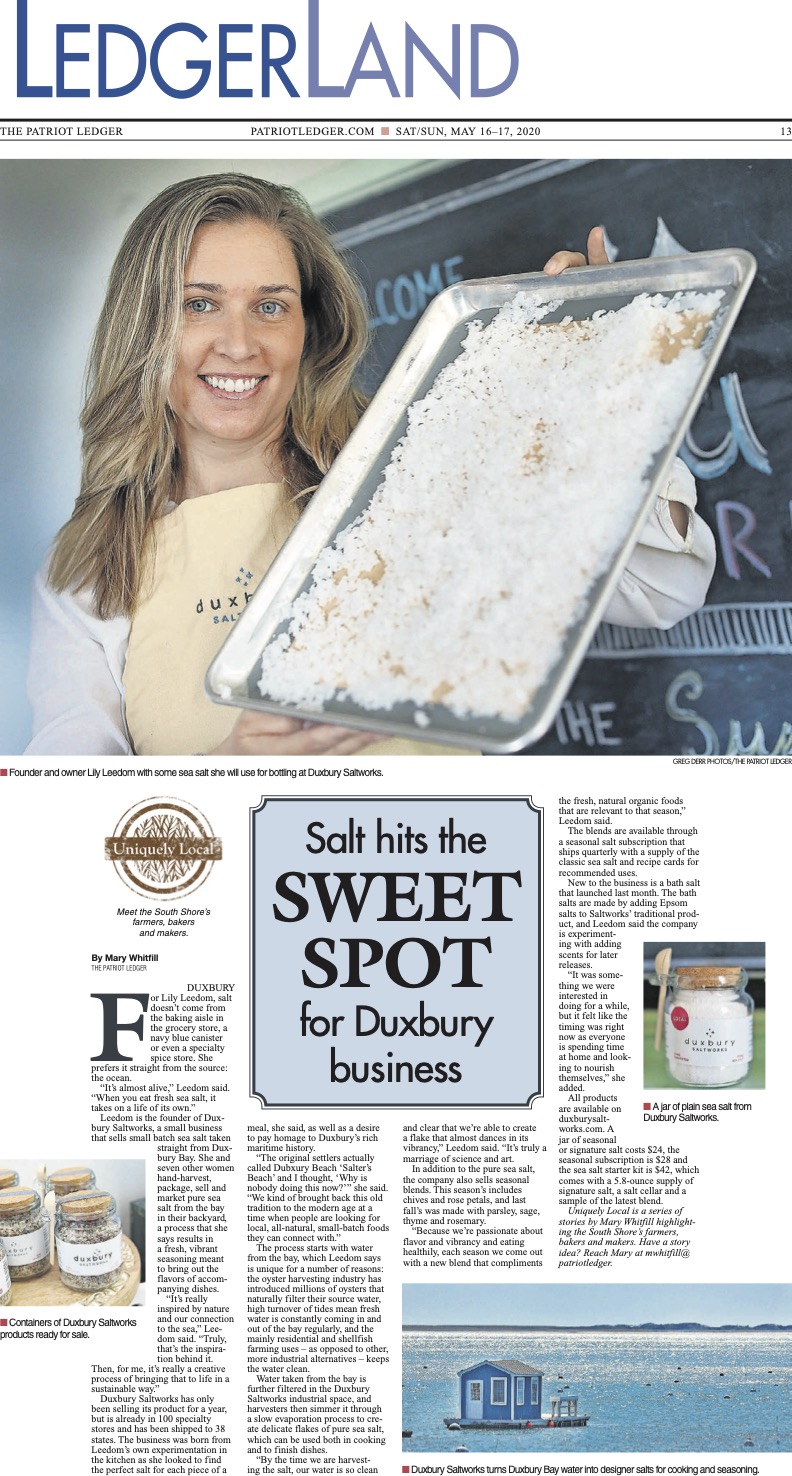 LEDGERLAND
THE PATRIOT LEDGER
PATRIOTLEDGER.COM ■ SAT/SUN, MAY 16–17, 2020
13
COME
duxb
SALT
THE
GREG DERR PHOTOS/THE PATRIOT LEDGER
■ Founder and owner Lily Leedom with some sea salt she will use for bottling at Duxbury Saltworks.
Uniquely Local
Meet the South Shore's
farmers, bakers
and makers.
Salt hits the
SWEET
SPOT
for Duxbury
business
By Mary Whitfill
THE PATRIOT LEDGER
DUXBURY
For Lily Leedom, salt
doesn't come from
the baking aisle in
the grocery store, a
navy blue canister
or even a specialty
spice store. She
prefers it straight from the source:
the ocean.
“It's almost alive,” Leedom said.
“When you eat fresh sea salt, it
takes on a life of its own.”
Leedom is the founder of Dux-
bury Saltworks, a small business
that sells small batch sea salt taken
straight from Dux-
bury Bay. She and
seven other women
hand-harvest,
package, sell and
market pure sea
salt from the bay
in their backyard,
a process that she
says results in
a fresh, vibrant
seasoning meant
to bring out the
flavors of accom-
panying dishes.
“It's really
inspired by nature
and our connection
to the sea,” Lee-
dom said. “Truly,
that's the inspira-
tion behind it.
Then, for me, it's really a creative
process of bringing that to life in a
sustainable way.”
Duxbury Saltworks has only
been selling its product for a year,
but is already in 100 specialty
stores and has been shipped to 38
states. The business was born from
Leedom's own experimentation in
the kitchen as she looked to find
the perfect salt for each piece of a
duxbury
■ Containers of Duxbury Saltworks
products ready for sale.
meal, she said, as well as a desire
to pay homage to Duxbury's rich
maritime history.
“The original settlers actually
called Dubxury Beach ‘Salter's
Beach’ and I thought, ‘Why is
nobody doing this now?’” she said.
“We kind of brought back this old
tradition to the modern age at a
time when people are looking for
local, all-natural, small-batch foods
they can connect with.”
The process starts with water
from the bay, which Leedom says
is unique for a number of reasons:
the oyster harvesting industry has
introduced millions of oysters that
naturally filter their source water,
high turnover of tides mean fresh
water is constantly coming in and
out of the bay regularly, and the
mainly residential and shellfish
farming uses – as opposed to other,
more industrial alternatives – keeps
the water clean.
Water taken from the bay is
further filtered in the Duxbury
Saltworks industrial space, and
harvesters then simmer it through
a slow evaporation process to cre-
ate delicate flakes of pure sea salt,
which can be used both in cooking
and to finish dishes.
“By the time we are harvest-
ing the salt, our water is so clean
and clear that we're able to create
a flake that almost dances in its
vibrancy,” Leedom said. “It's truly a
marriage of science and art.
In addition to the pure sea salt,
the company also sells seasonal
blends. This season's includes
chives and rose petals, and last
fall's was made with parsley, sage,
thyme and rosemary.
“Because we're passionate about
flavor and vibrancy and eating
healthily, each season we come out
with a new blend that compliments
the fresh, natural organic foods
that are relevant to that season,”
Leedom said.
The blends are available through
a seasonal salt subscription that
ships quarterly with a supply of the
classic sea salt and recipe cards for
recommended uses.
New to the business is a bath salt
that launched last month. The bath
salts are made by adding Epsom
salts to Saltworks' traditional prod-
uct, and Leedom said the company
is experiment-
ing with adding
scents for later
releases.
“It was some-
thing we were
interested in
doing for a while,
but it felt like the
timing was right
now as everyone
is spending time
at home and look-
ing to nourish
themselves,” she
added.
All products
are available on
duxburysalt-
works.com. A
jar of seasonal
or signature salt costs $24, the
seasonal subscription is $28 and
the sea salt starter kit is $42, which
comes with a 5.8-ounce supply of
signature salt, a salt cellar and a
sample of the latest blend.
Uniquely Local is a series of
stories by Mary Whitfill highlight-
ing the South Shore's farmers,
bakers and makers. Have a story
idea? Reach Mary at mwhitfill@
patriotledger.
duxbury
SALTWORKS
■ A jar of plain sea salt from
Duxbury Saltworks.
■ Duxbury Saltworks turns Duxbury Bay water into designer salts for cooking and seasoning.